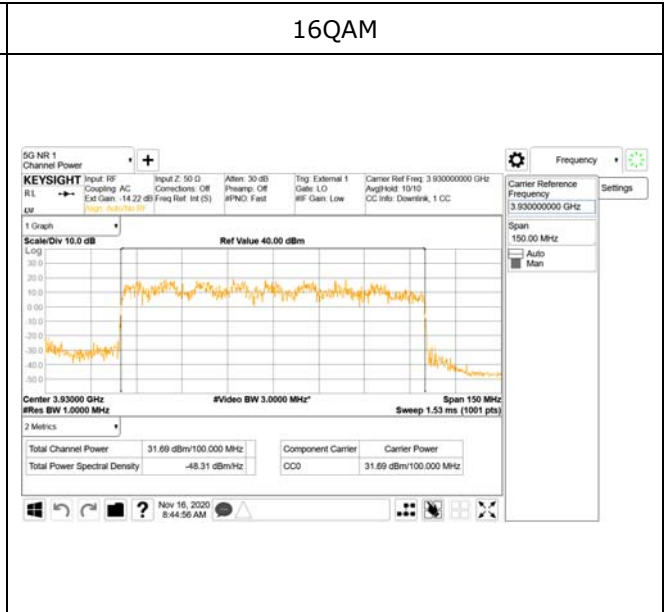 16QAM
5G NR 1
Channel Power
Frequency
KEYSIGHT
Input: RF
Input Z: 50 Ω
Atten: 30 dB
Trig: External 1
Carrier Ref Freq: 3.930000000 GHz
RL
Coupling: AC
Corrections: Off
Preamp: Off
Gate: LO
Avg|Hold: 10/10
Ext Gain: -14.22 dB
Freq Ref: Int (S)
#PNO: Fast
#IF Gain: Low
CC Info: Downlink, 1 CC
Align: Auto/No RF
Carrier Reference
Frequency
3.930000000 GHz
Settings
Span
150.00 MHz
Auto
Man
1 Graph
Scale/Div 10.0 dB
Ref Value 40.00 dBm
Log
30.0
20.0
10.0
0.00
-10.0
-20.0
-30.0
-40.0
-50.0
Center 3.93000 GHz
#Video BW 3.0000 MHz*
Span 150 MHz
#Res BW 1.0000 MHz
Sweep 1.53 ms (1001 pts)
2 Metrics
Total Channel Power
31.69 dBm/100.000 MHz
Component Carrier
Carrier Power
Total Power Spectral Density
-48.31 dBm/Hz
CC0
31.69 dBm/100.000 MHz
?
Nov 16, 2020
8:44:56 AM